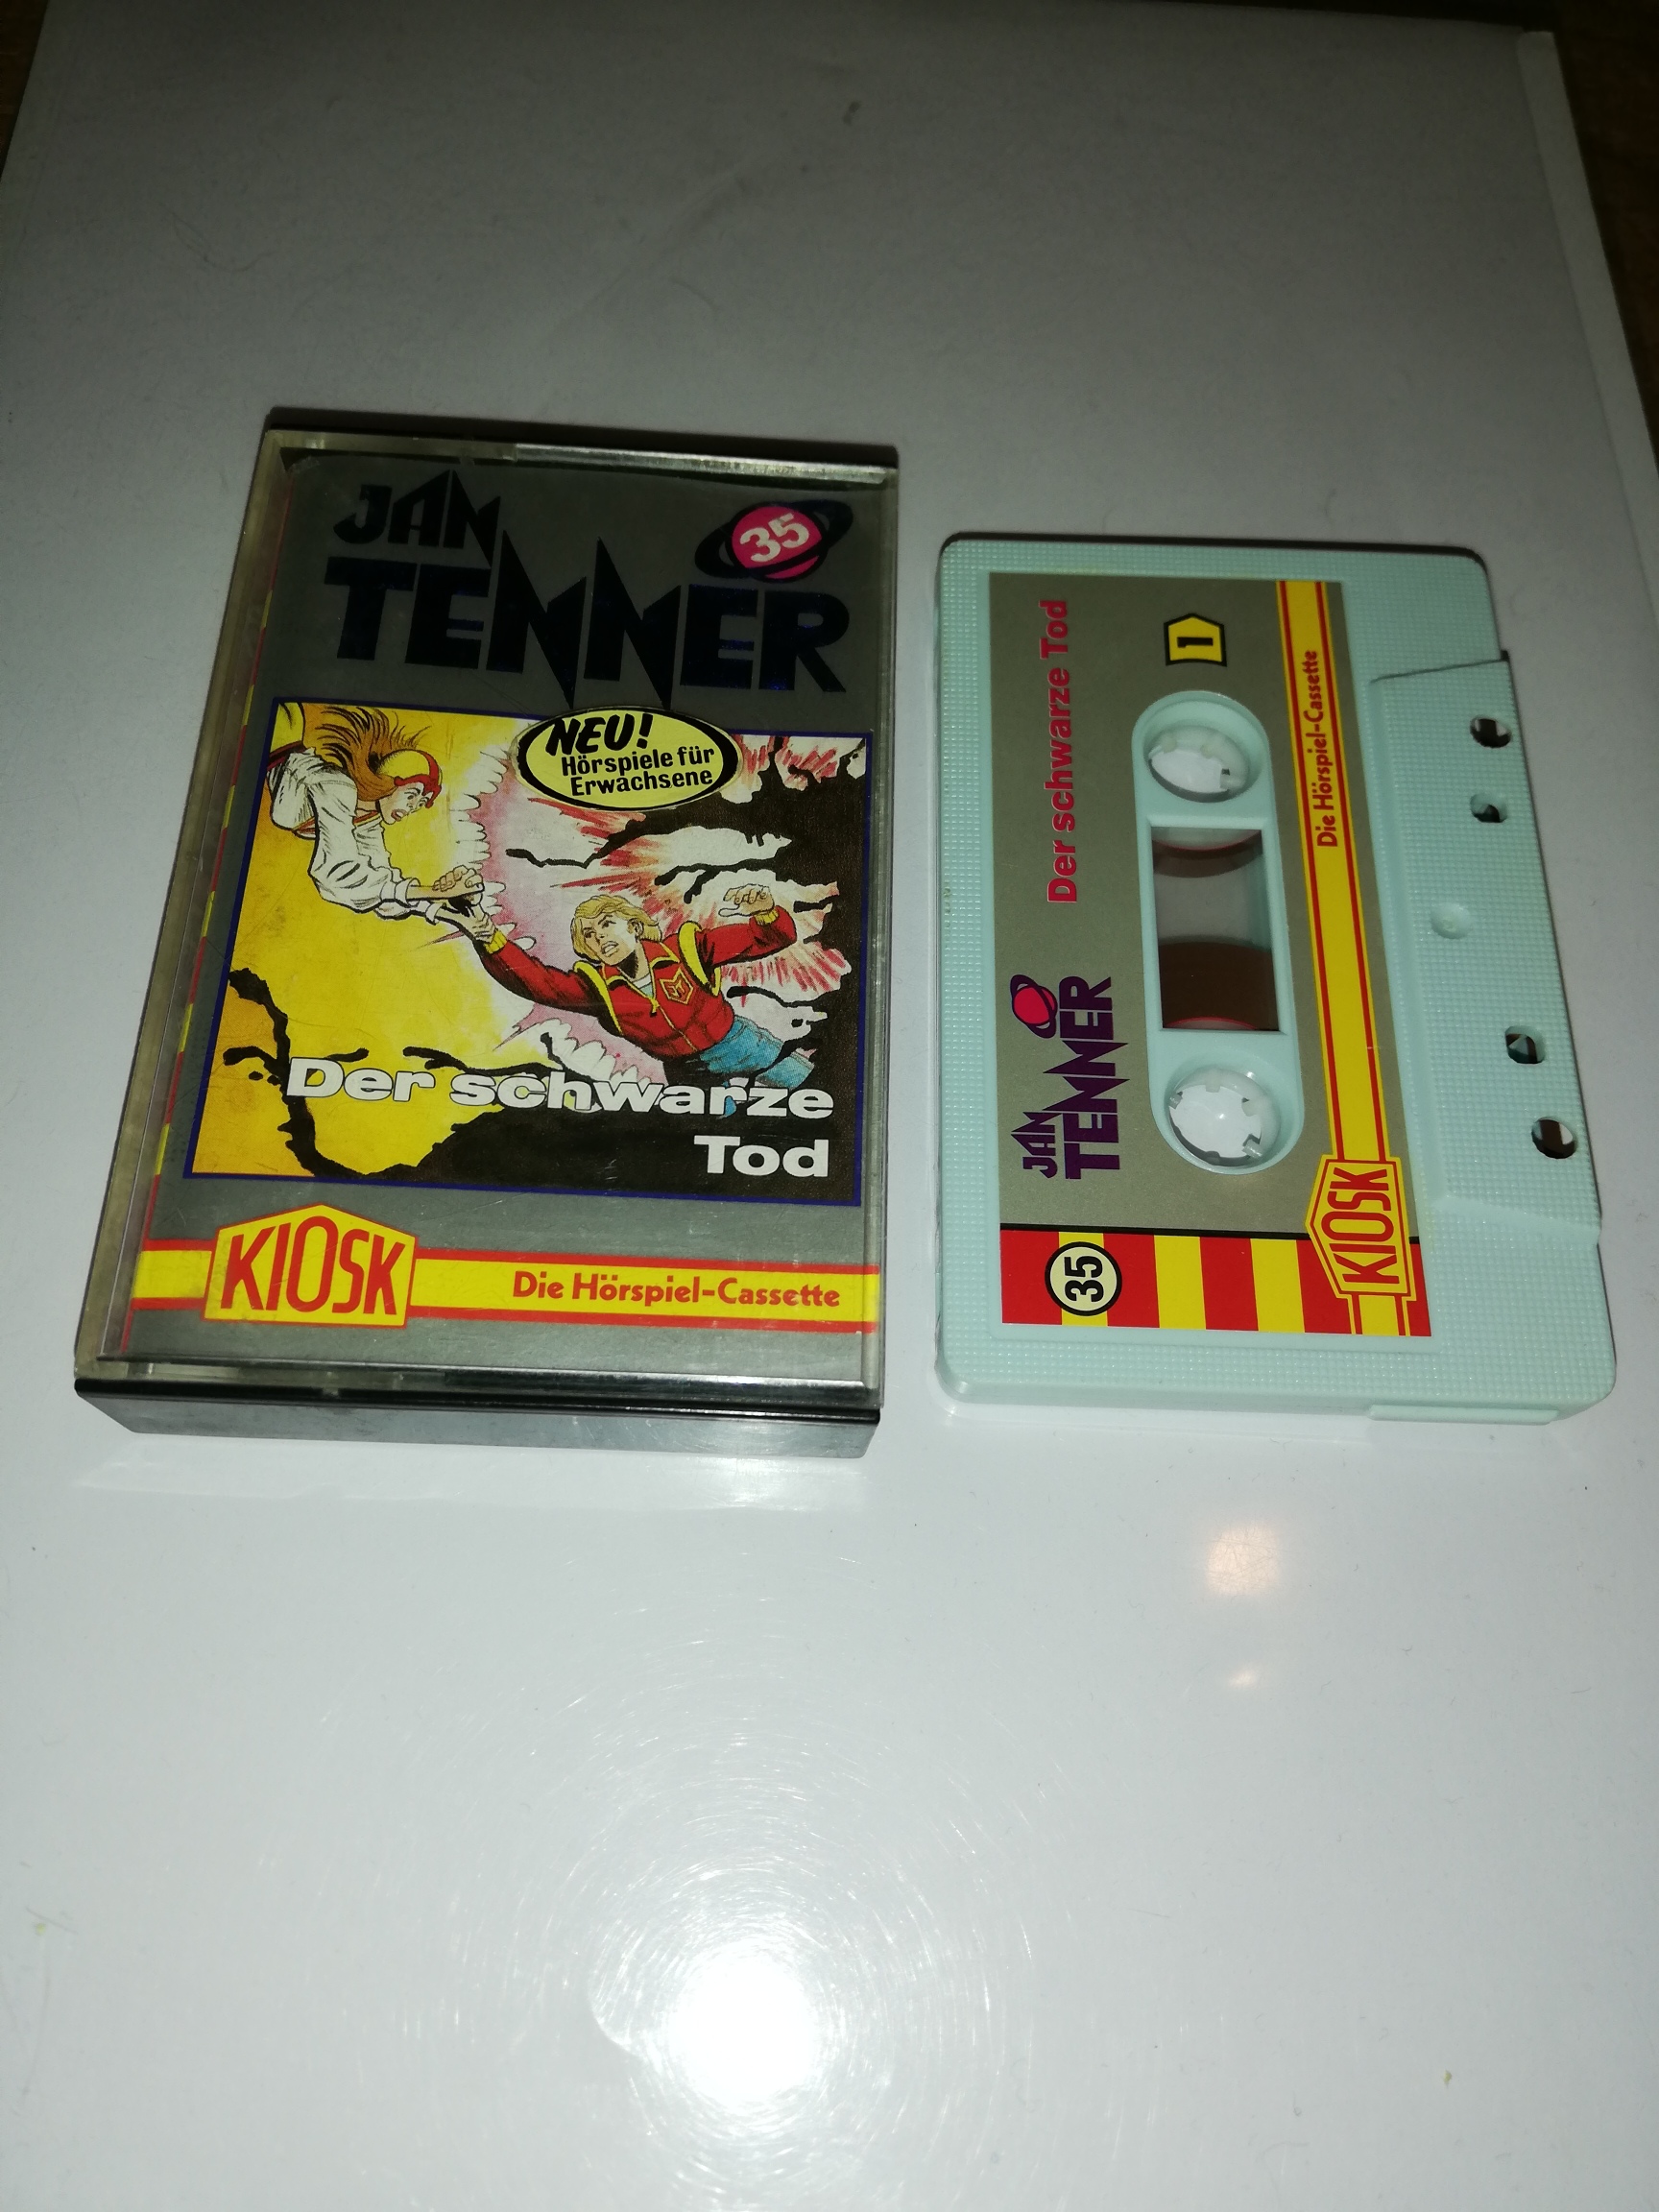 JAN
TENNER
35
NEU!
Hörspiele für
Erwachsene
Der schwarze
Tod
KIOSK
Die Hörspiel-Cassette
Der schwarze Tod
JAN
TENNER
1
35
KIOSK
Die Hörspiel-Cassette